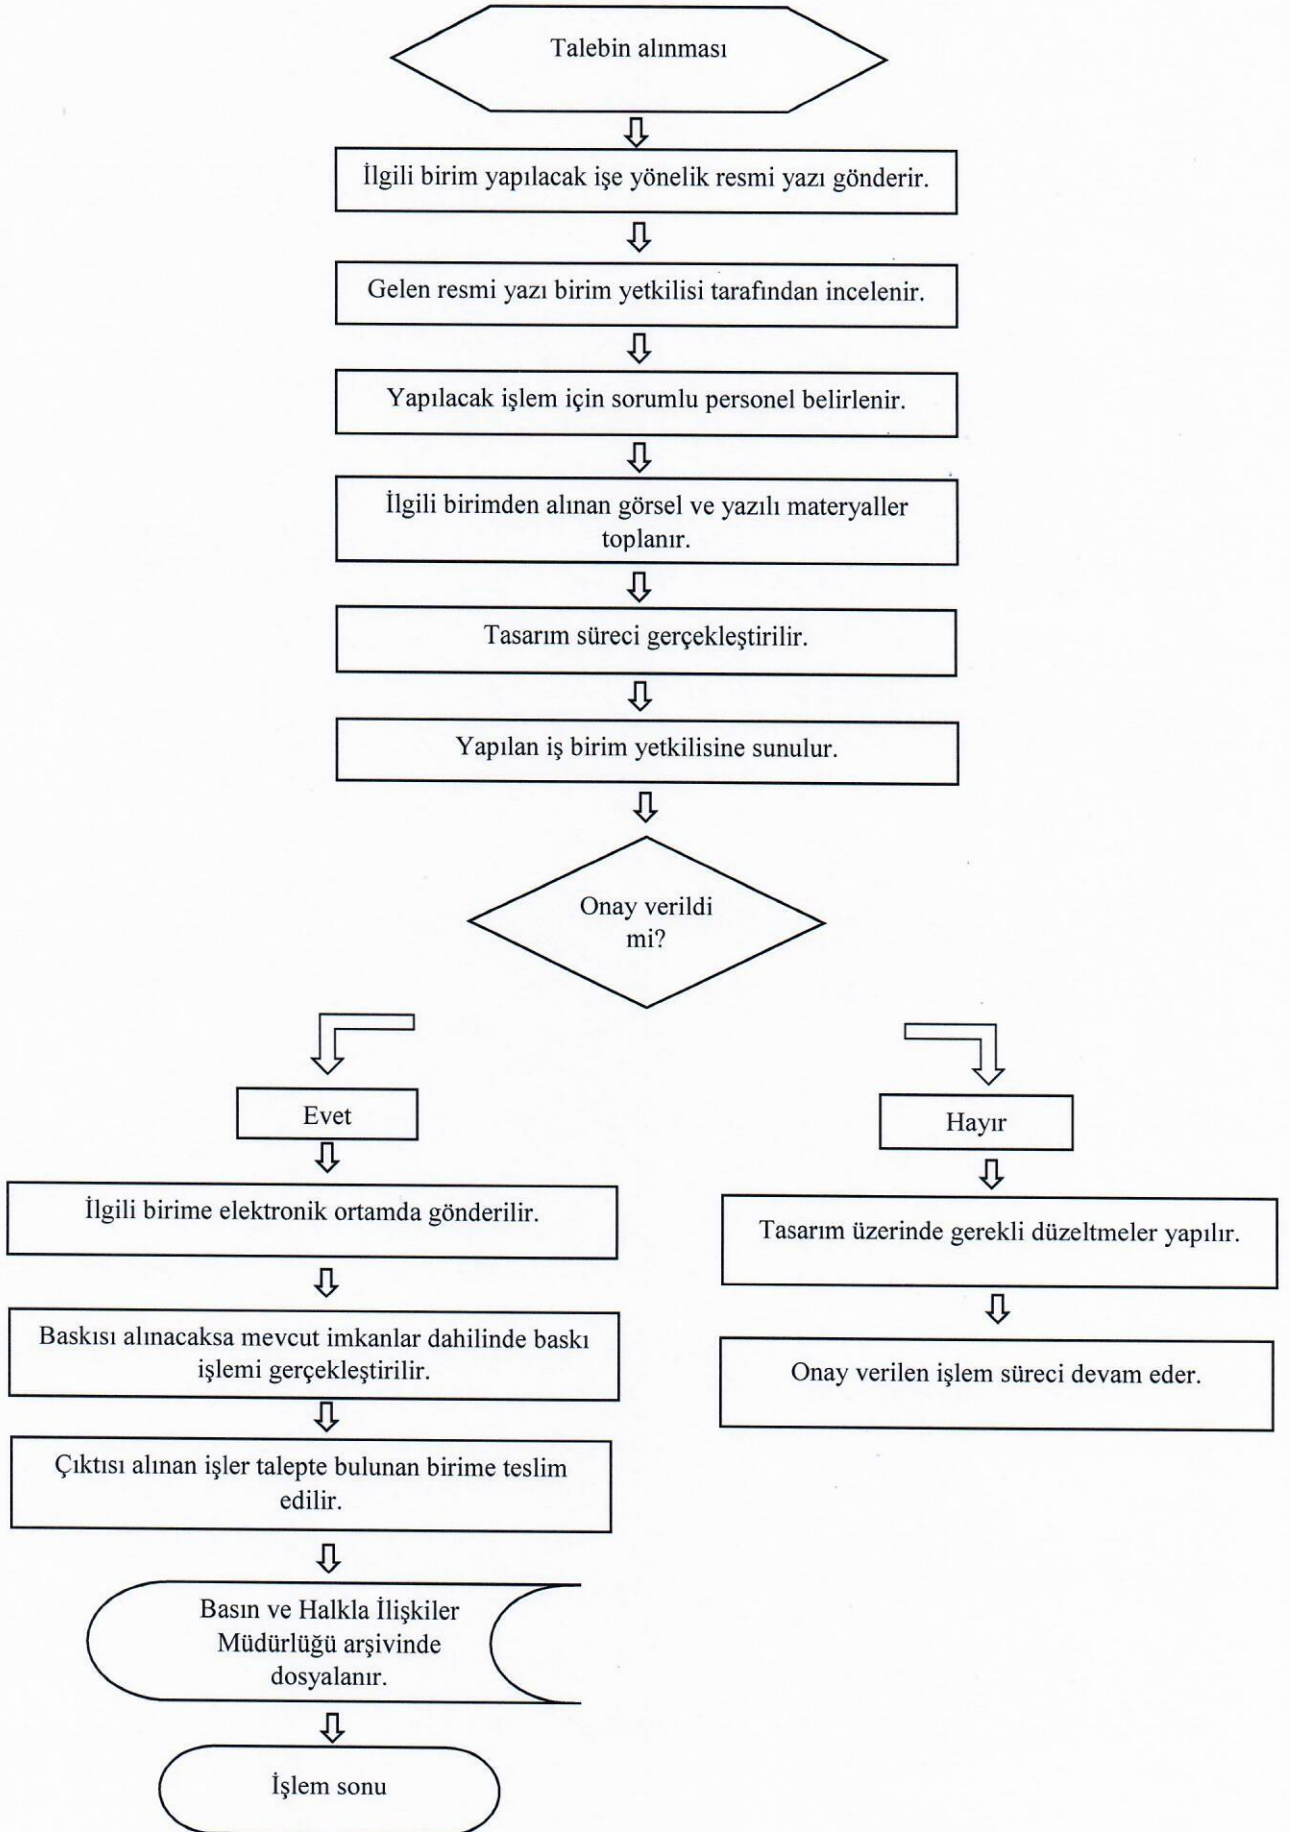 Talebin alınması
İlgili birim yapılacak işe yönelik resmi yazı gönderir.
Gelen resmi yazı birim yetkilisi tarafından incelenir.
Yapılacak işlem için sorumlu personel belirlenir.
İlgili birimden alınan görsel ve yazılı materyaller
toplanır.
Tasarım süreci gerçekleştirilir.
Yapılan iş birim yetkilisine sunulur.
Onay verildi
mi?
Evet
İlgili birime elektronik ortamda gönderilir.
Baskısı alınacaksa mevcut imkanlar dahilinde baskı
işlemi gerçekleştirilir.
Çıktısı alınan işler talepte bulunan birime teslim
edilir.
Basın ve Halkla İlişkiler
Müdürlüğü arşivinde
dosyalanır.
İşlem sonu
Hayır
Tasarım üzerinde gerekli düzeltmeler yapılır.
Onay verilen işlem süreci devam eder.